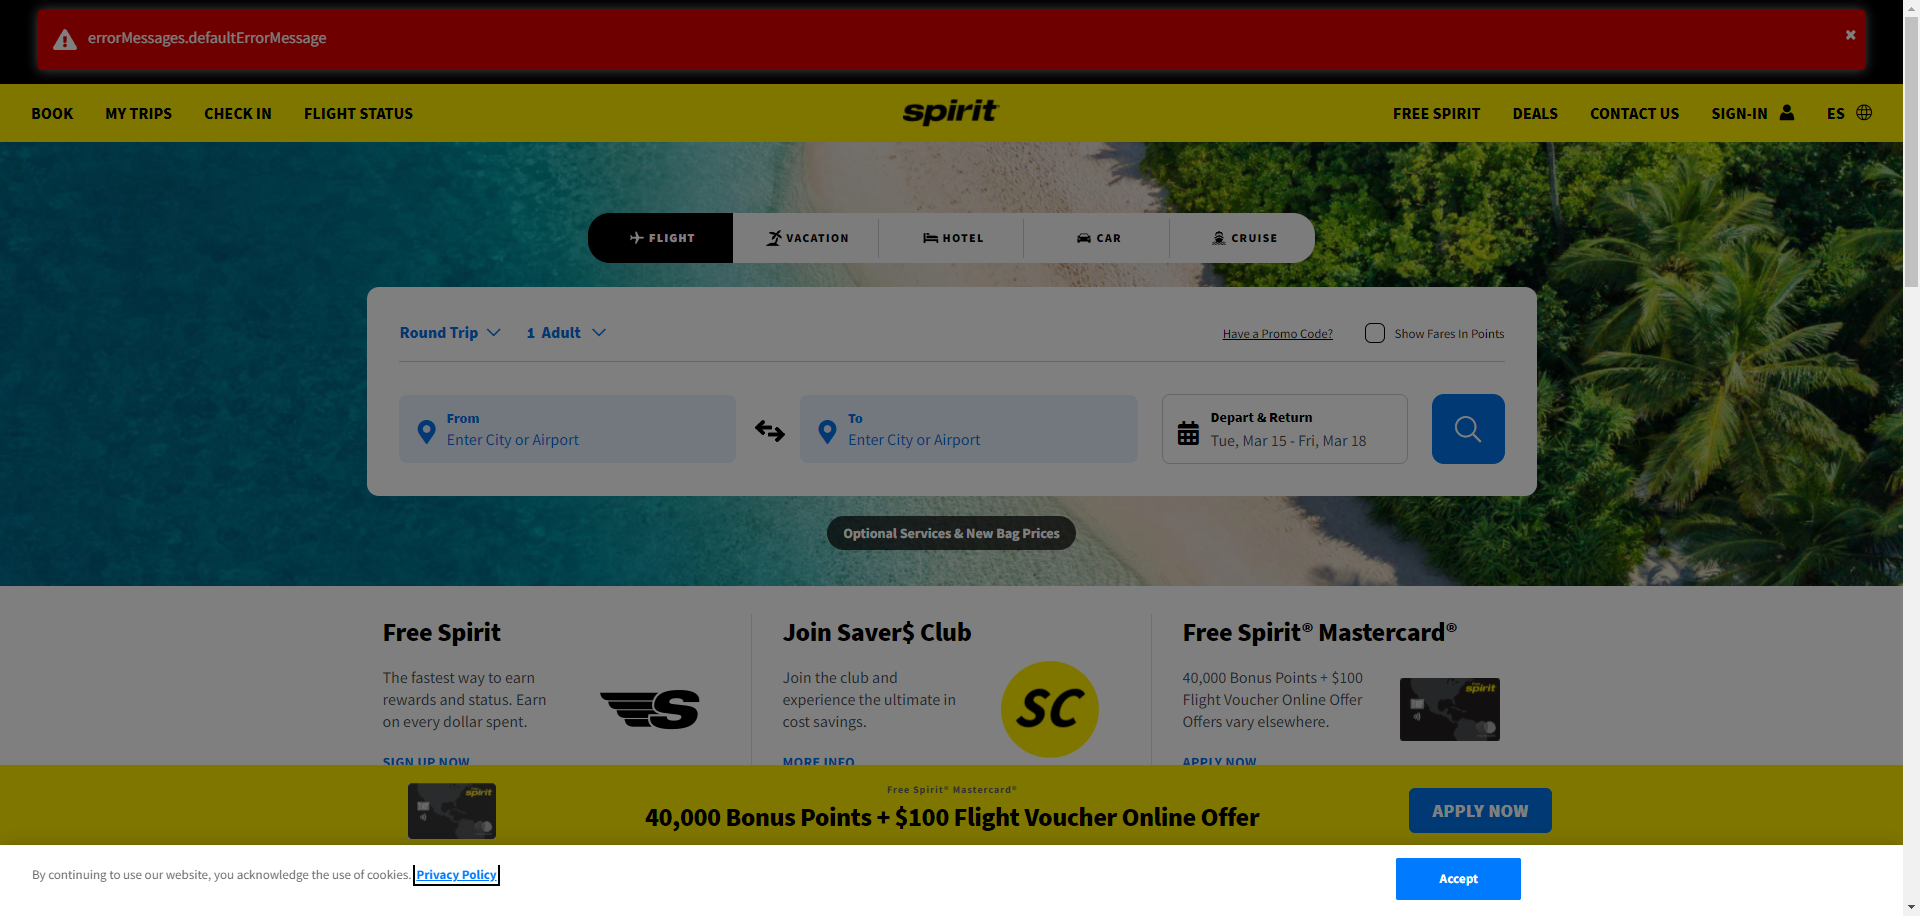 errorMessages.defaultErrorMessage
BOOK MY TRIPS CHECK IN FLIGHT STATUS spirit FREE SPIRIT DEALS CONTACT US SIGN-IN ES
FLIGHT VACATION HOTEL CAR CRUISE
Round Trip 1 Adult Have a Promo Code? Show Fares In Points
From
Enter City or Airport
To
Enter City or Airport
Depart & Return
Tue, Mar 15 - Fri, Mar 18
Optional Services & New Bag Prices
Free Spirit
The fastest way to earn
rewards and status. Earn
on every dollar spent.
SIGN UP NOW
Join Saver$ Club
Join the club and
experience the ultimate in
cost savings.
SC
MORE INFO
Free Spirit® Mastercard®
40,000 Bonus Points + $100
Flight Voucher Online Offer
Offers vary elsewhere.
spirit
APPLY NOW
spirit
Free Spirit® Mastercard®
40,000 Bonus Points + $100 Flight Voucher Online Offer
APPLY NOW
By continuing to use our website, you acknowledge the use of cookies. Privacy Policy
Accept